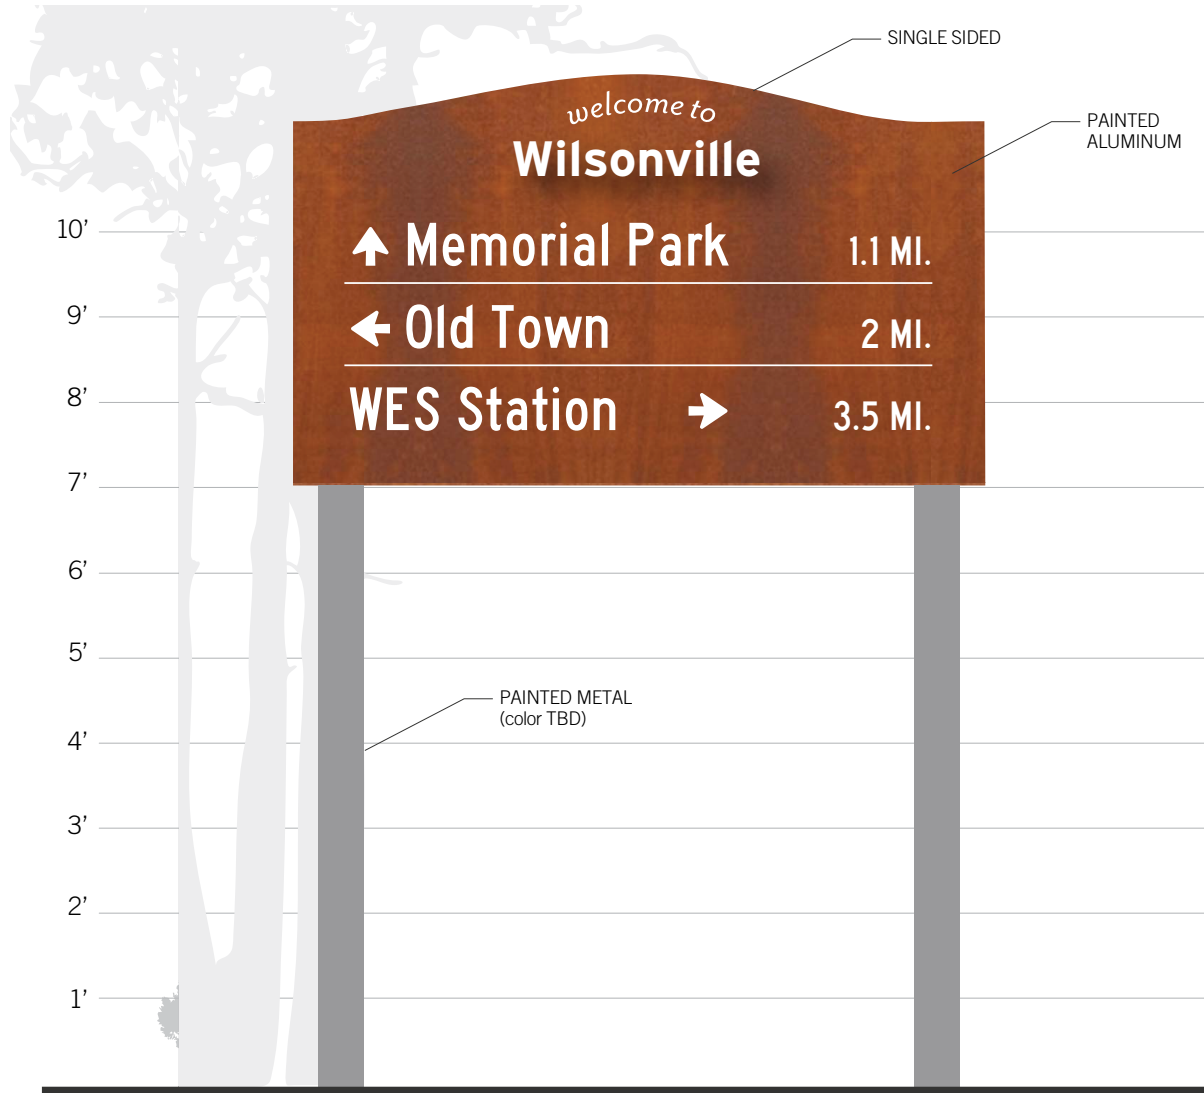 SINGLE SIDED
welcome to
PAINTED
ALUMINUM
Wilsonville
10’
Memorial Park 1.1 MI.
9’
Old Town 2 MI.
8’
WES Station 3.5 MI.
7’
6’
5’
PAINTED METAL
(color TBD)
4’
3’
2’
1’